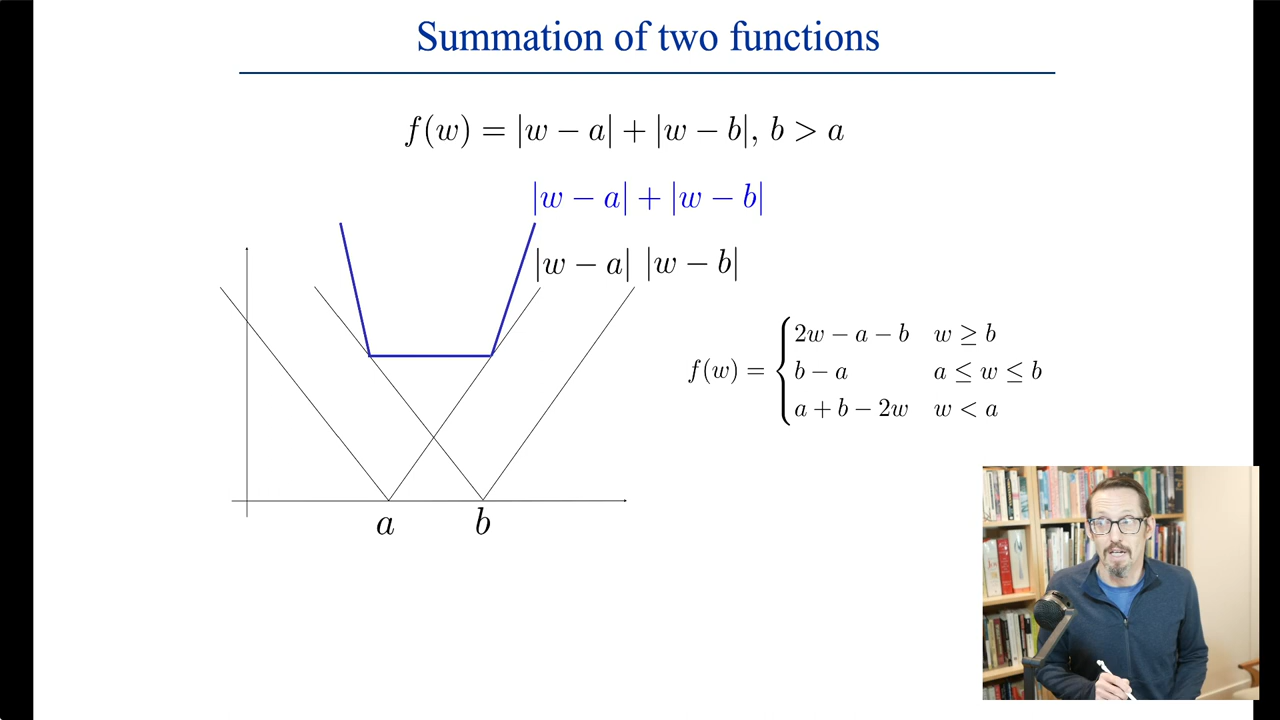 Summation of two functions
f(w) = |w − a| + |w − b|, b > a
|w − a| + |w − b|
|w − a| |w − b|
f(w) = { 2w − a − b w ≥ b
b − a a ≤ w ≤ b
a + b − 2w w < a
a b